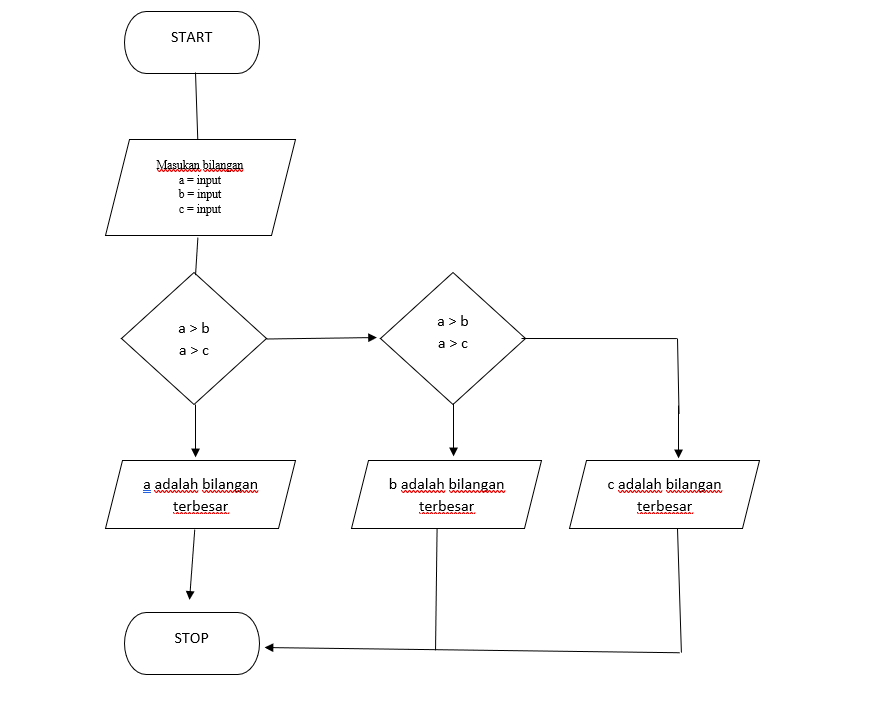 START
Masukan bilangan
a = input
b = input
c = input
a > b
a > c
a > b
a > c
a adalah bilangan
terbesar
b adalah bilangan
terbesar
c adalah bilangan
terbesar
STOP